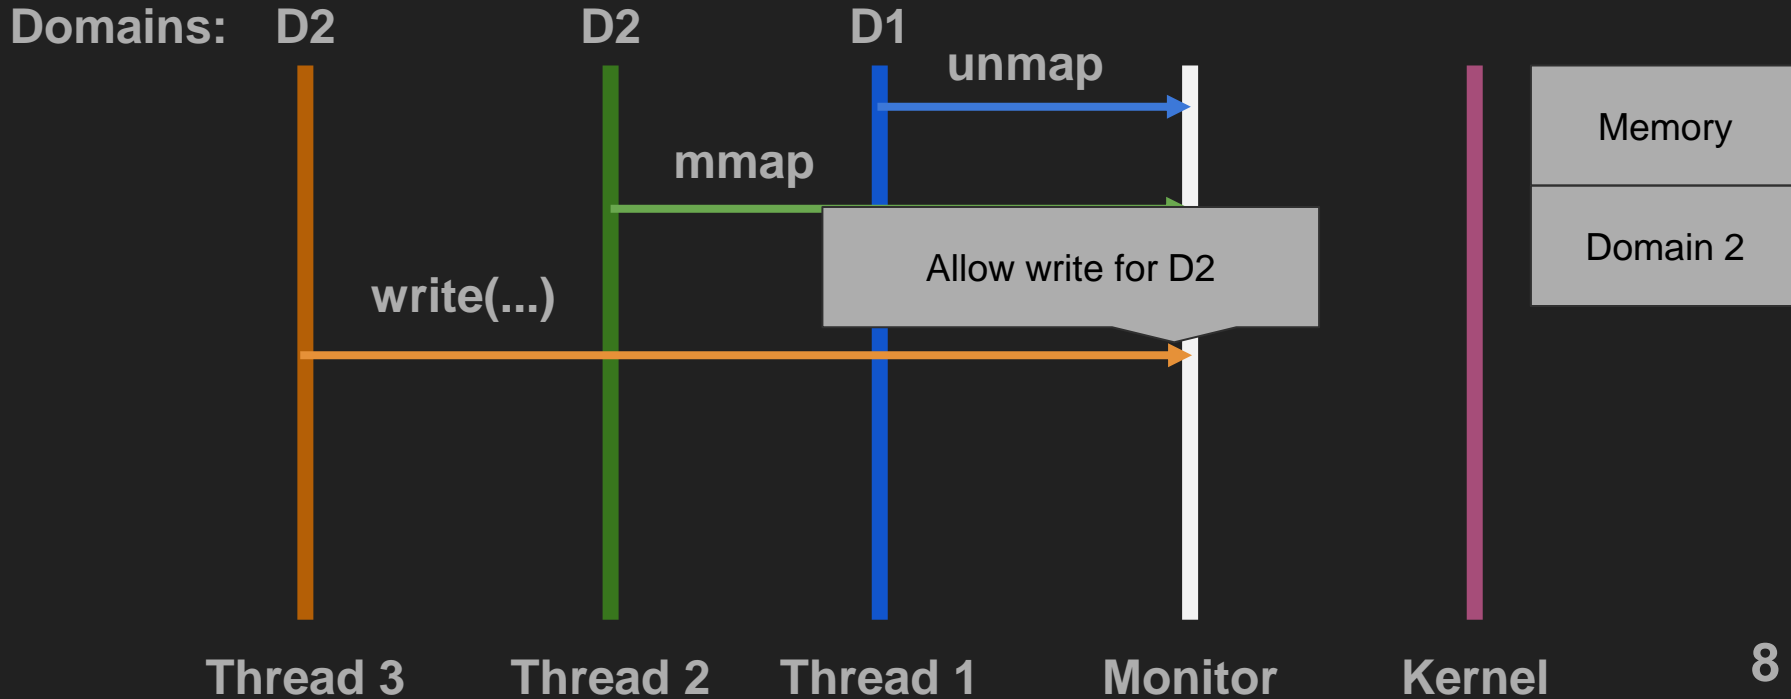 Domains: D2 D2 D1
unmap
Memory
mmap
Domain 2
Allow write for D2
write(...)
Thread 3 Thread 2 Thread 1 Monitor Kernel 8